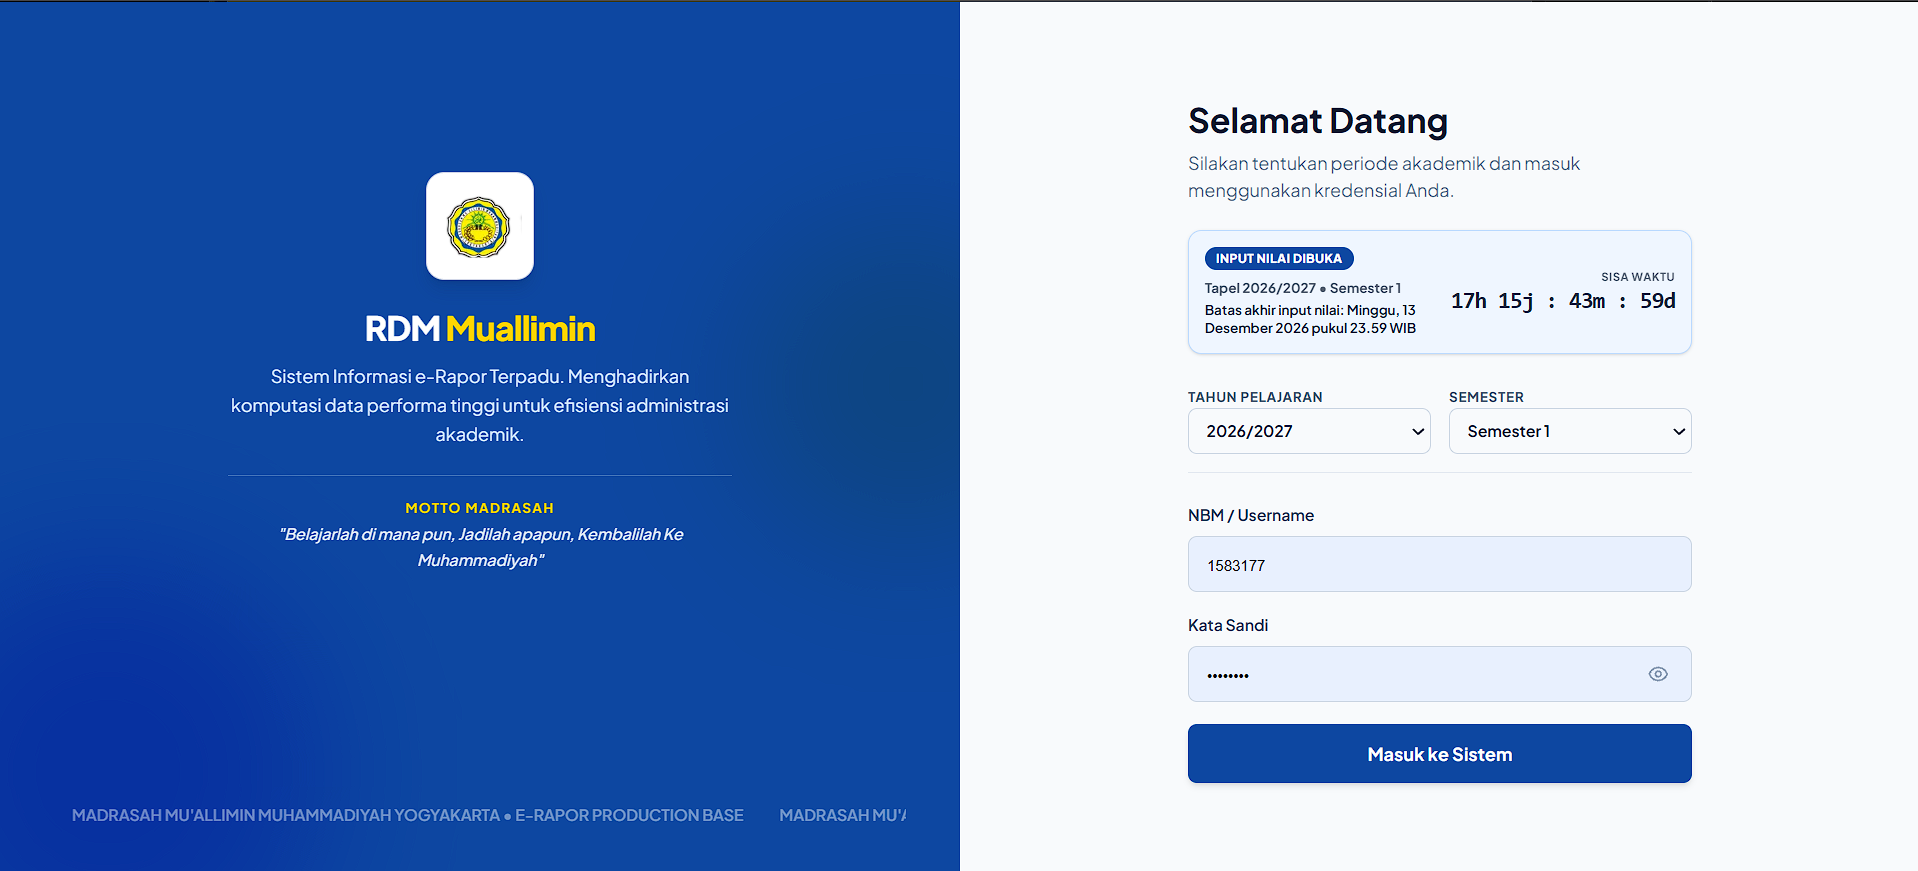 RDM Muallimin
Sistem Informasi e-Rapor Terpadu. Menghadirkan
komputasi data performa tinggi untuk efisiensi administrasi
akademik.
MOTTO MADRASAH
"Belajarlah di mana pun, Jadilah apapun, Kembalilah Ke
Muhammadiyah"
MADRASAH MU'ALLIMIN MUHAMMADIYAH YOGYAKARTA • E-RAPOR PRODUCTION BASE MADRASAH MU'A
Selamat Datang
Silakan tentukan periode akademik dan masuk
menggunakan kredensial Anda.
INPUT NILAI DIBUKA
Tapel 2026/2027 • Semester 1
Batas akhir input nilai: Minggu, 13
Desember 2026 pukul 23.59 WIB
SISA WAKTU
17h 15j : 43m : 59d
TAHUN PELAJARAN
2026/2027
SEMESTER
Semester 1
NBM / Username
1583177
Kata Sandi
••••••••
Masuk ke Sistem